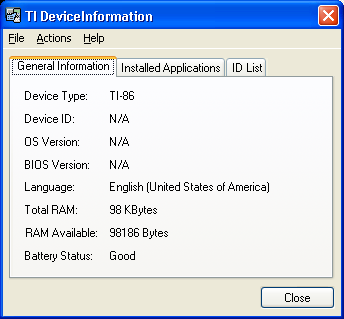 TI DeviceInformation
File Actions Help
General Information Installed Applications ID List
Device Type: TI-86
Device ID: N/A
OS Version: N/A
BIOS Version: N/A
Language: English (United States of America)
Total RAM: 98 KBytes
RAM Available: 98186 Bytes
Battery Status: Good
Close